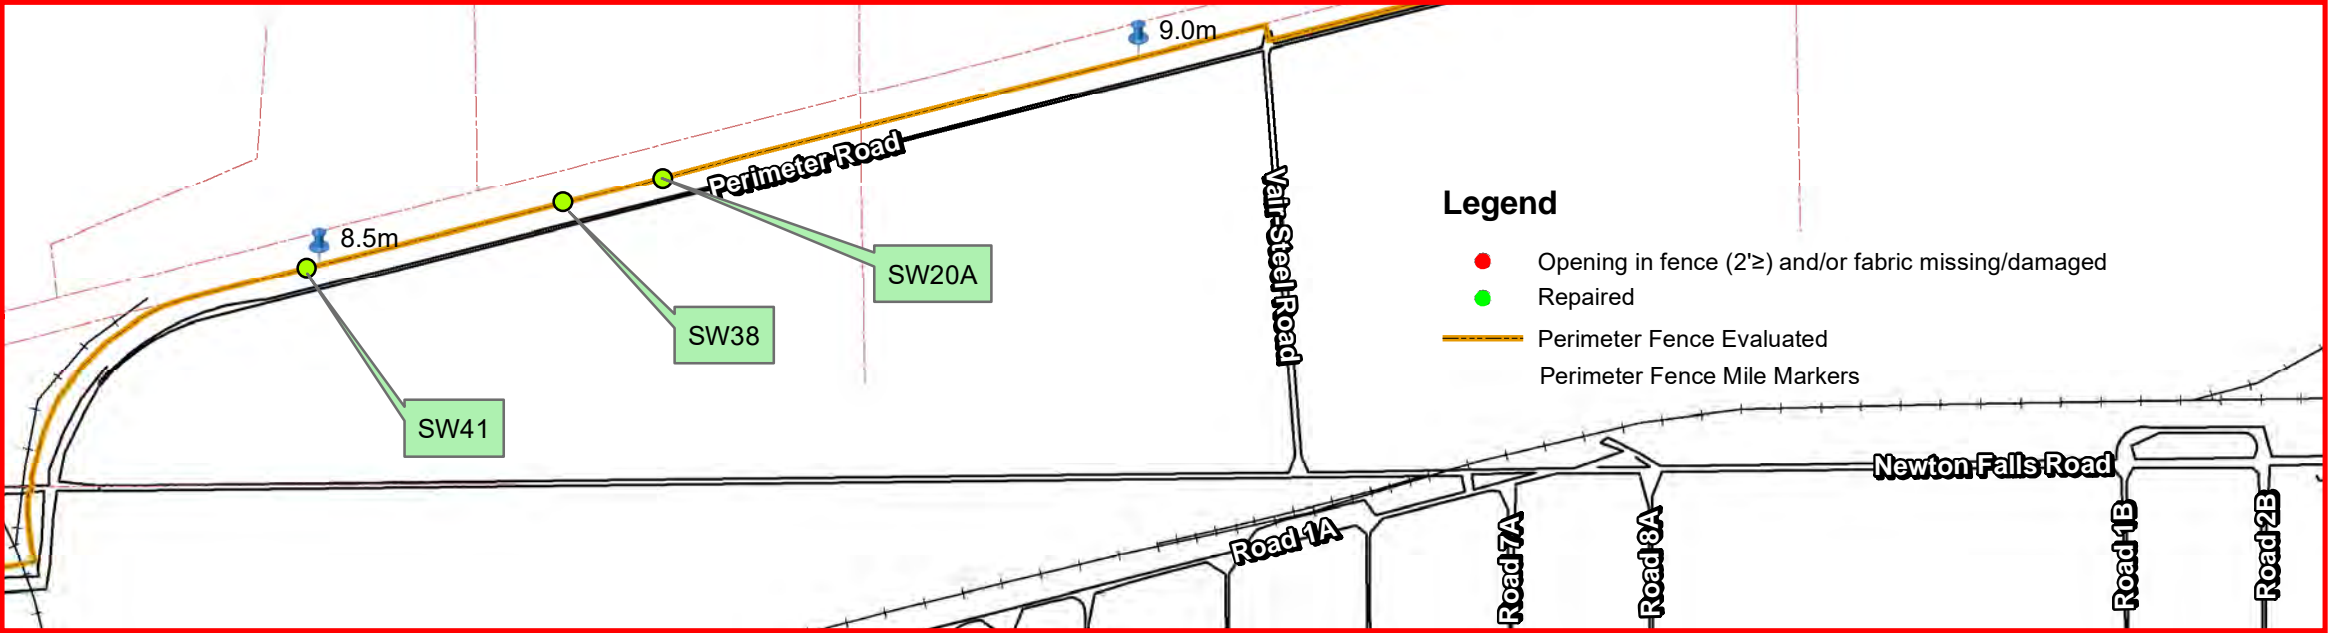 9.0m
Perimeter Road
8.5m
SW20A
SW38
SW41
Vair-Steel Road
Legend
Opening in fence (2'≥) and/or fabric missing/damaged
Repaired
Perimeter Fence Evaluated
Perimeter Fence Mile Markers
Newton Falls Road
Road 1A
Road 7A
Road 8A
Road 1B
Road 2B